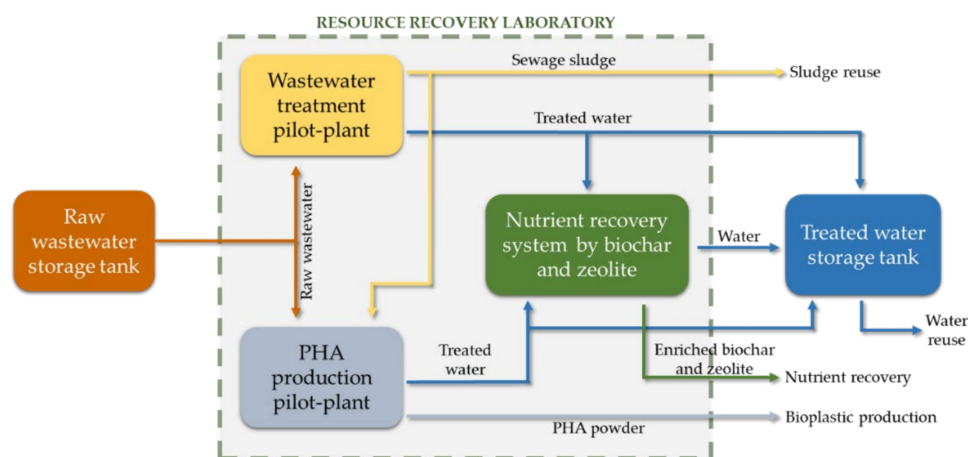 RESOURCE RECOVERY LABORATORY
Wastewater
treatment
pilot-plant
Sewage sludge
Sludge reuse
Treated water
Raw
wastewater
storage tank
Raw wastewater
Nutrient recovery
system by biochar
and zeolite
Water
Treated water
storage tank
Water
reuse
PHA
production
pilot-plant
Treated
water
Enriched biochar
and zeolite
Nutrient recovery
PHA powder
Bioplastic production